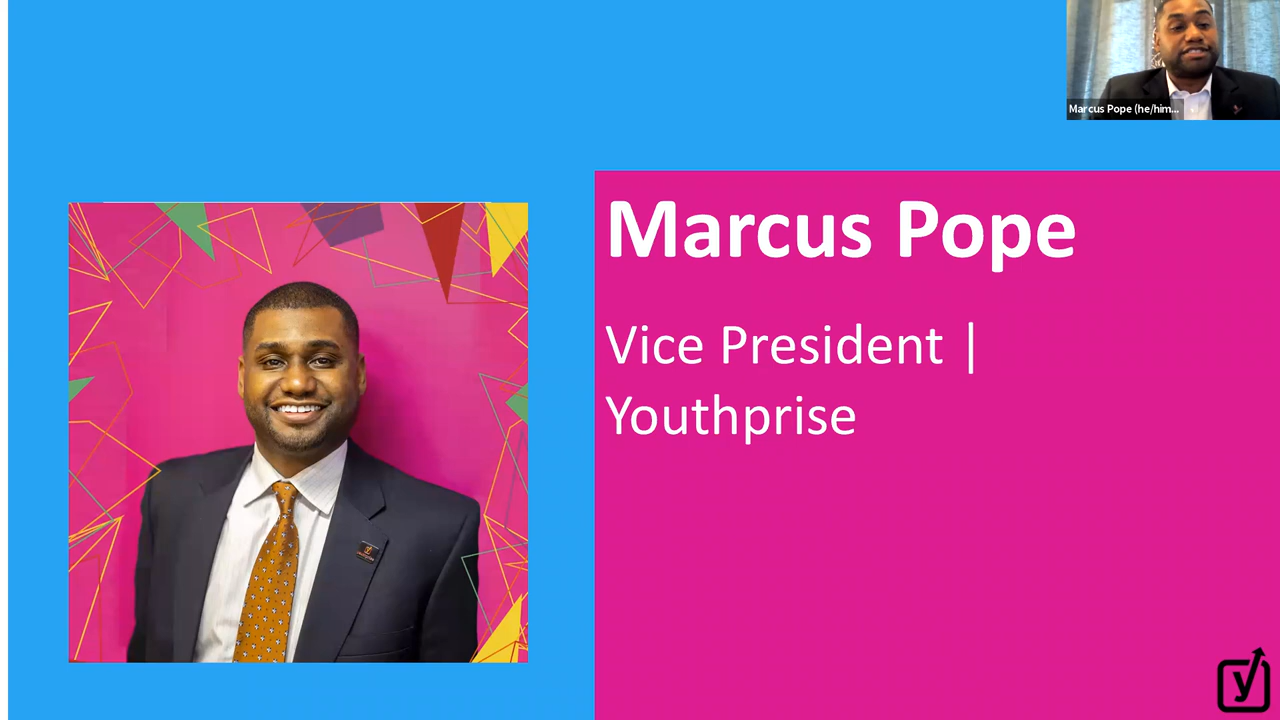 Marcus Pope (he/him...
Marcus Pope
Vice President |
Youthprise
y